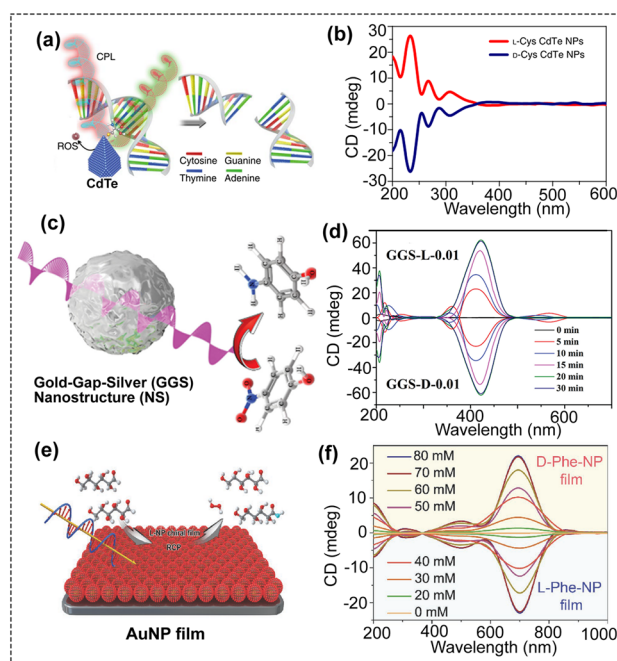 (a)
CPL
ROS
CdTe
Cytosine
Guanine
Thymine
Adenine
(b)
CD (mdeg)
30
20
10
0
-10
-20
-30
L-Cys CdTe NPs
D-Cys CdTe NPs
200 300 400 500 600
Wavelength (nm)
(c)
Gold-Gap-Silver (GGS)
Nanostructure (NS)
(d)
CD (mdeg)
80
60
40
20
0
-20
-40
-60
-80
GGS-L-0.01
GGS-D-0.01
0 min
5 min
10 min
15 min
20 min
30 min
200 300 400 500 600
Wavelength (nm)
(e)
RCP
AuNP film
(f)
CD (mdeg)
20
10
0
-10
-20
80 mM
70 mM
60 mM
50 mM
D-Phe-NP
film
40 mM
30 mM
20 mM
0 mM
L-Phe-NP
film
200 400 600 800 1000
Wavelength (nm)